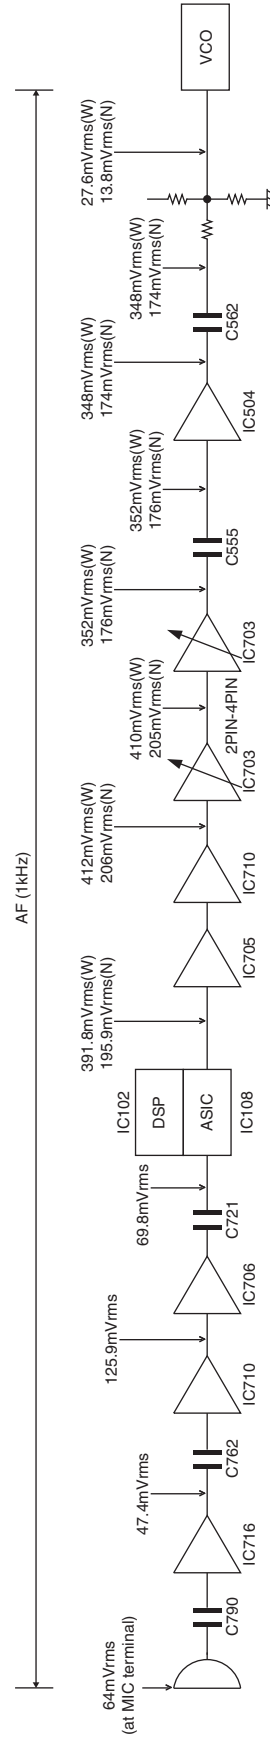 AF (1kHz)
64mVrms
(at MIC terminal)
C790
IC716
47.4mVrms
C762
IC710
125.9mVrms
IC706
C721
69.8mVrms
IC102
DSP
ASIC
IC108
391.8mVrms(W)
195.9mVrms(N)
IC705
IC710
412mVrms(W)
206mVrms(N)
IC703
410mVrms(W)
205mVrms(N)
2PIN-4PIN
IC703
352mVrms(W)
176mVrms(N)
C555
352mVrms(W)
176mVrms(N)
IC504
348mVrms(W)
174mVrms(N)
C562
348mVrms(W)
174mVrms(N)
27.6mVrms(W)
13.8mVrms(N)
VCO